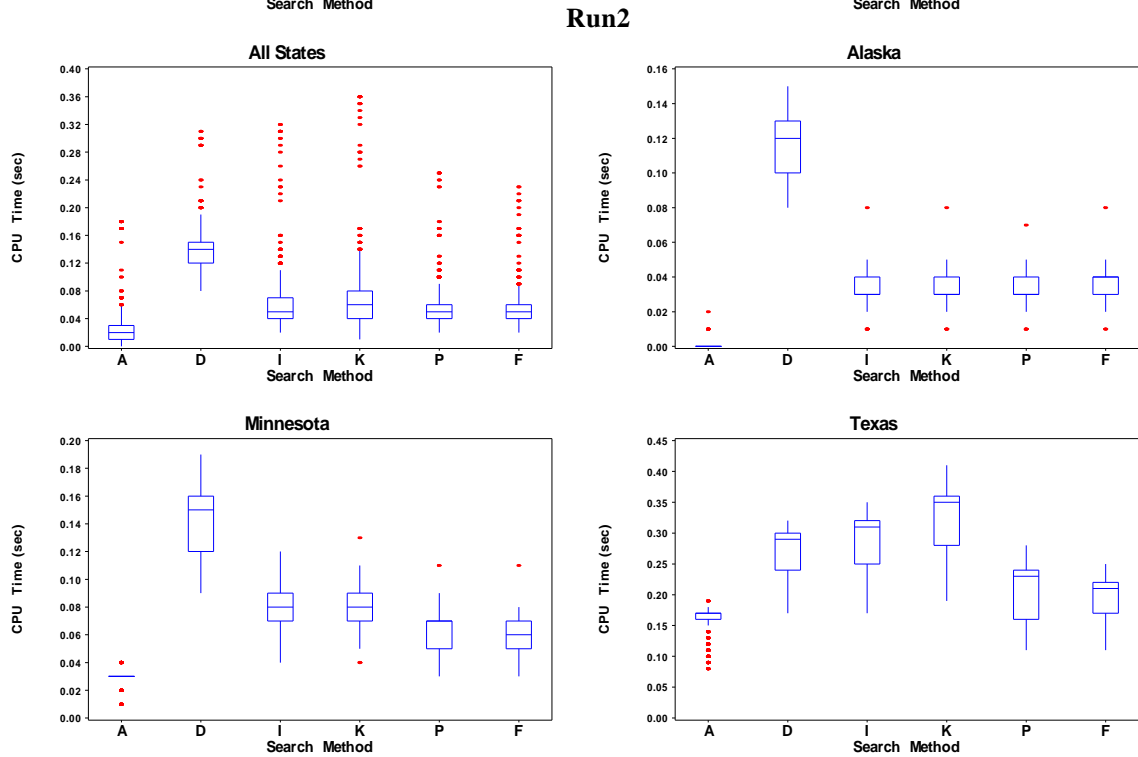 Search Method
Search Method
Run2
All States
CPU Time (sec)
0.40
0.36
0.32
0.28
0.24
0.20
0.16
0.12
0.08
0.04
0.00
A D I K P F
Search Method
Alaska
CPU Time (sec)
0.16
0.14
0.12
0.10
0.08
0.06
0.04
0.02
0.00
A D I K P F
Search Method
Minnesota
CPU Time (sec)
0.20
0.18
0.16
0.14
0.12
0.10
0.08
0.06
0.04
0.02
0.00
A D I K P F
Search Method
Texas
CPU Time (sec)
0.45
0.40
0.35
0.30
0.25
0.20
0.15
0.10
0.05
0.00
A D I K P F
Search Method